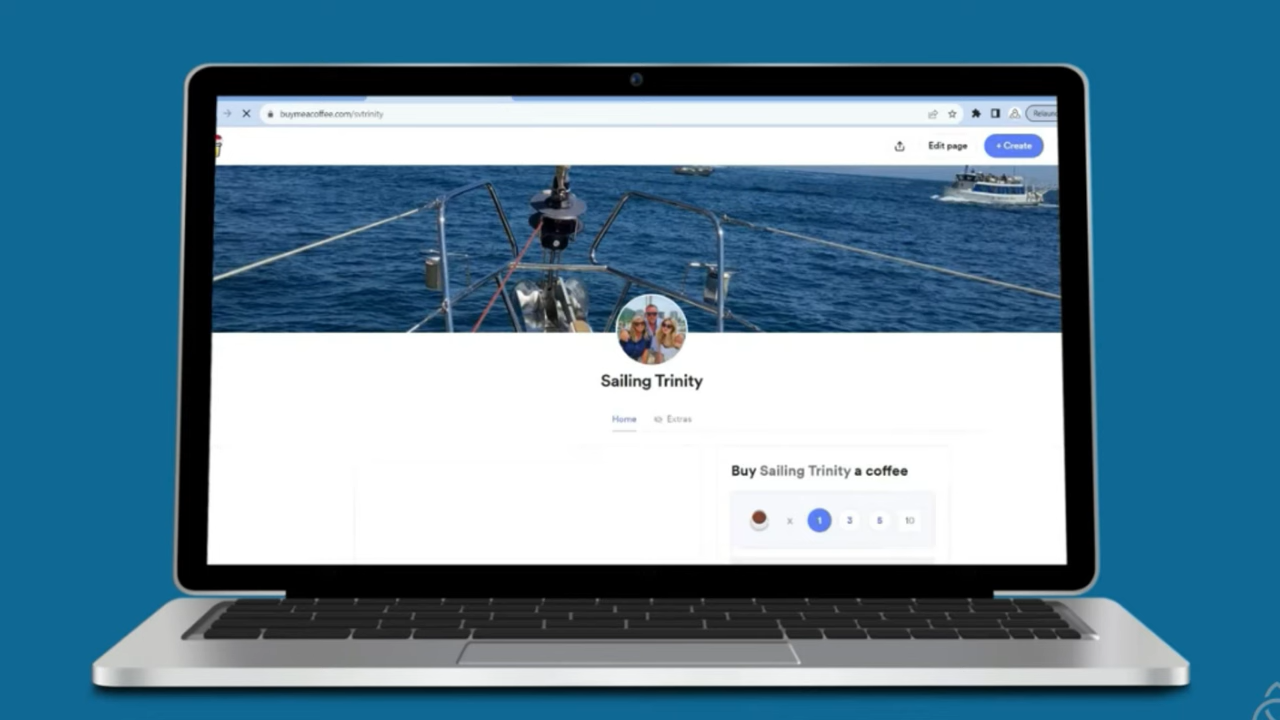 buymeacoffee.com/svtrinity
Edit page
+ Create
Sailing Trinity
Home
Extras
Buy Sailing Trinity a coffee
x 1 3 5 10